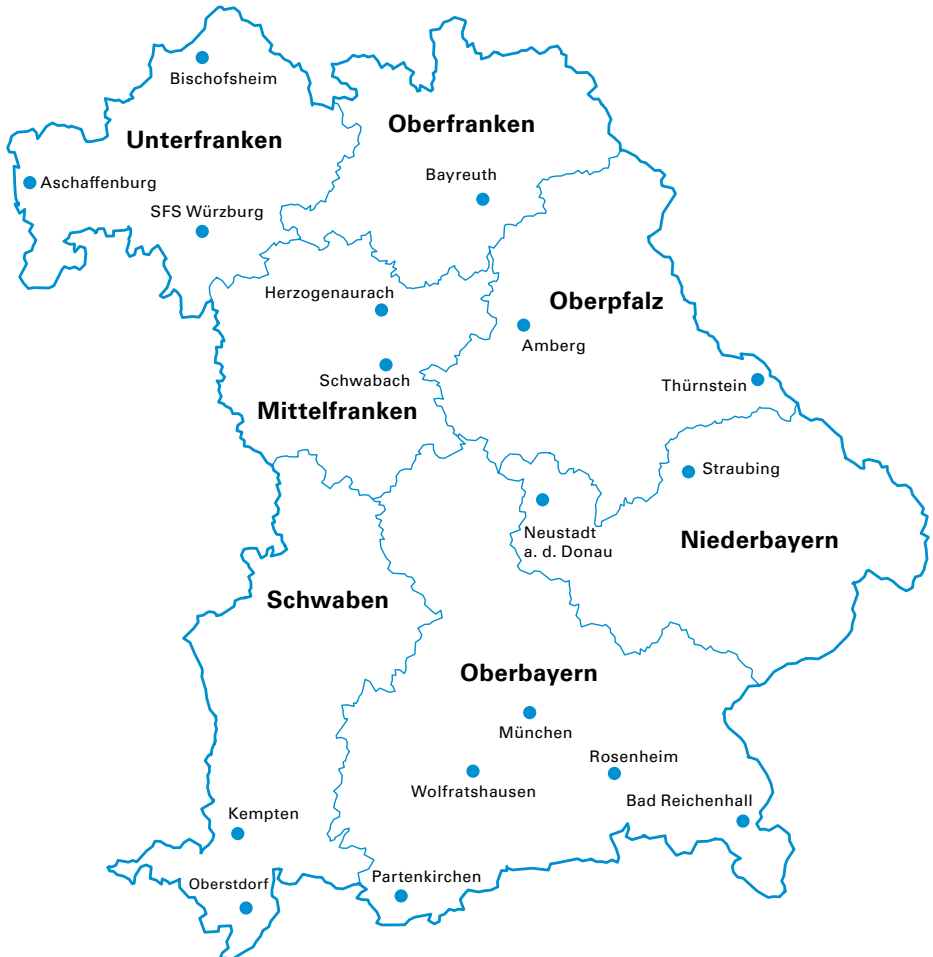 Bischofsheim
Oberfranken
Unterfranken
Bayreuth
Aschaffenburg
SFS Würzburg
Herzogenaurach
Oberpfalz
Amberg
Schwabach
Thürnstein
Mittelfranken
Straubing
Neustadt
a. d. Donau
Niederbayern
Schwaben
Oberbayern
München
Rosenheim
Wolfratshausen
Bad Reichenhall
Kempten
Partenkirchen
Oberstdorf